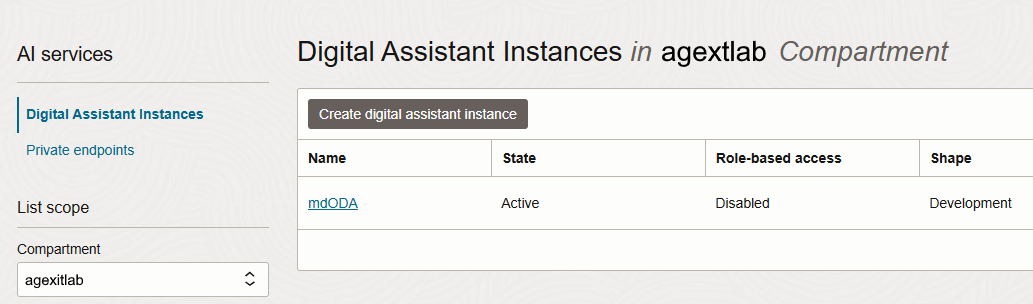 AI services
Digital Assistant Instances
Private endpoints
List scope
Compartment
agexitlab
Digital Assistant Instances in agextlab Compartment
Create digital assistant instance
Name State Role-based access Shape
mdODA Active Disabled Development